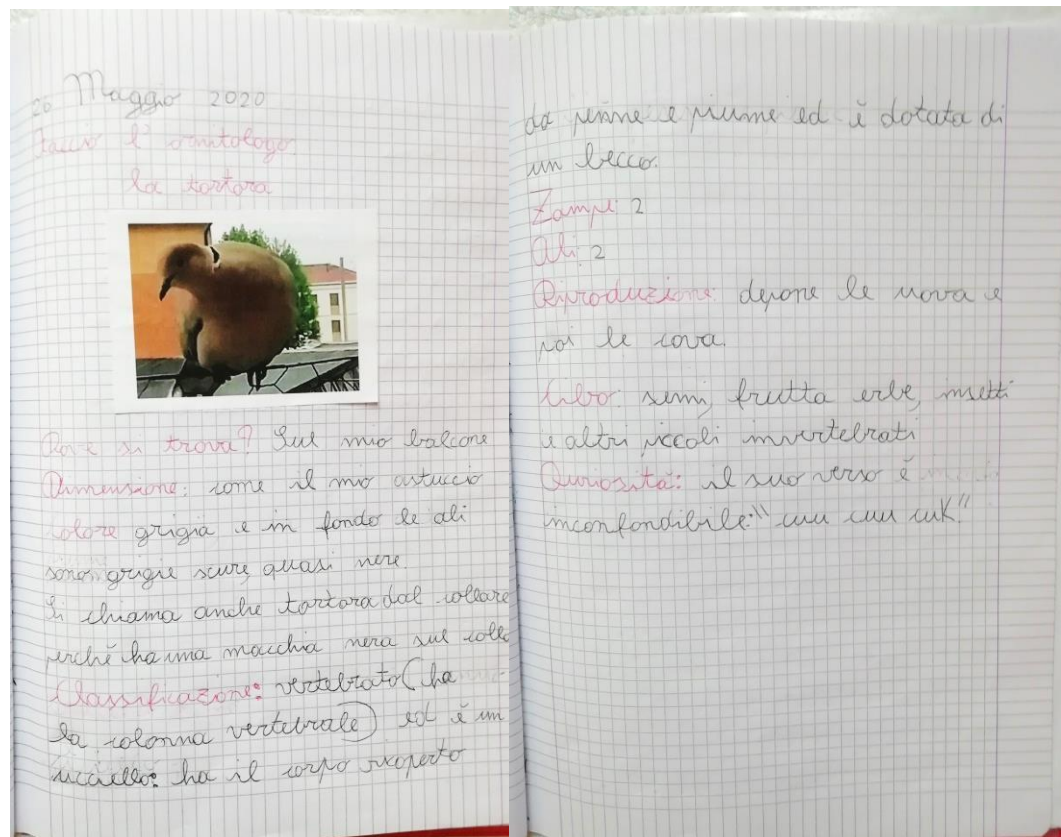 26 Maggio 2020
Faccio l'ornitologo
la tortora
Dove si trova? Sul mio balcone
Dimensione: come il mio astuccio
colore grigia e in fondo le ali
sono grigie scure, quasi nere.
Si chiama anche tortora dal collare
perché ha una macchia nera sul collo
Classificazione: vertebrato (ha
la colonna vertebrale) ed è un
uccello: ha il corpo ricoperto
da penne e piume ed è dotata di
un becco.
Zampe: 2
Ali: 2
Riproduzione: depone le uova e
poi le cova.
Cibo: semi, frutta erbe, insetti
e altri piccoli invertebrati
Curiosità: il suo verso è
inconfondibile: "cuu cuu cuK"